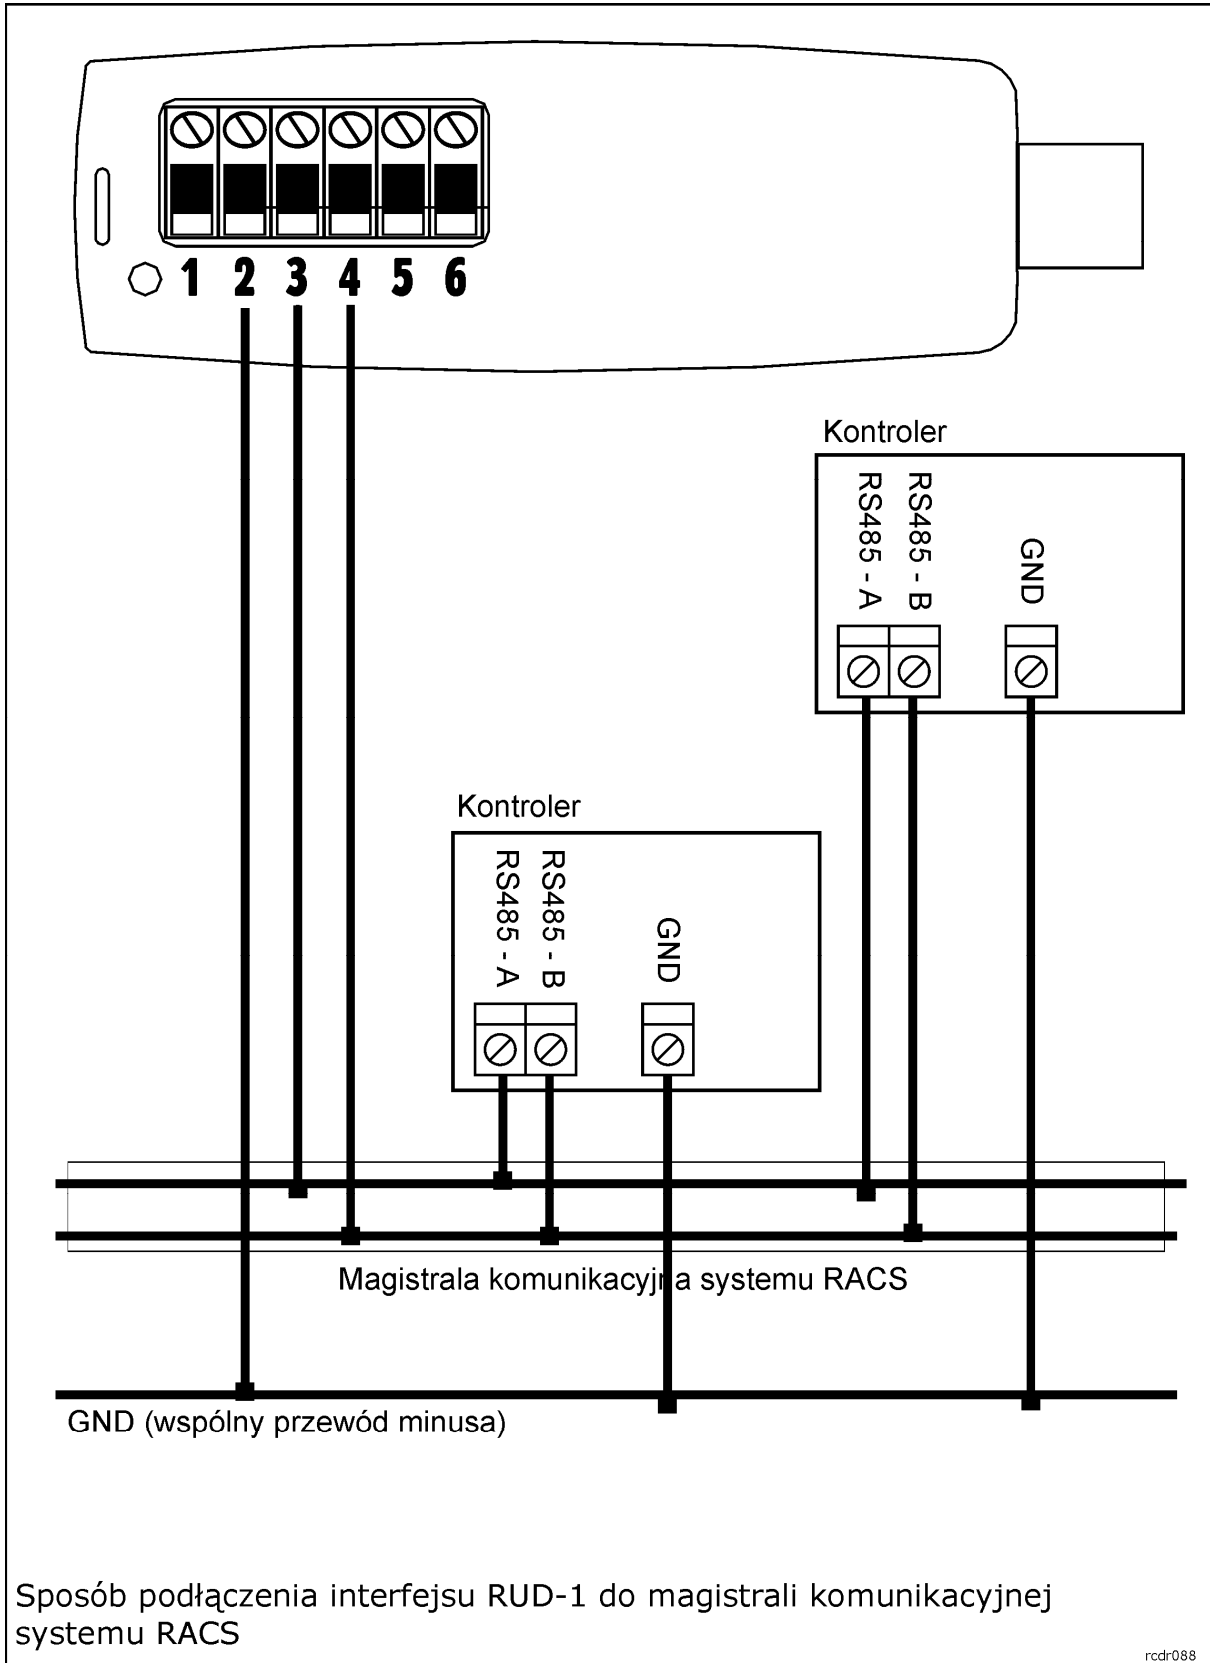 1 2 3 4 5 6
Kontroler
RS485 - A
RS485 - B
GND
Kontroler
RS485 - A
RS485 - B
GND
Magistrala komunikacyjna systemu RACS
GND (wspólny przewód minusa)
Sposób podłączenia interfejsu RUD-1 do magistrali komunikacyjnej
systemu RACS
rcdr088